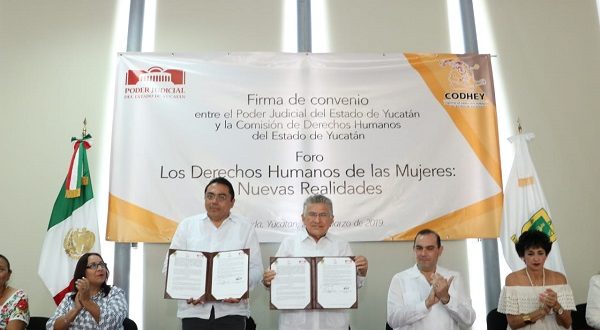 PODER JUDICIAL
DEL ESTADO DE YUCATÁN
CODHEY
Firma de convenio
entre el Poder Judicial del Estado de Yucatán
y la Comisión de Derechos Humanos
del Estado de Yucatán
Foro
Los Derechos Humanos de las Mujeres:
Nuevas Realidades
Yucatán, marzo de 2019